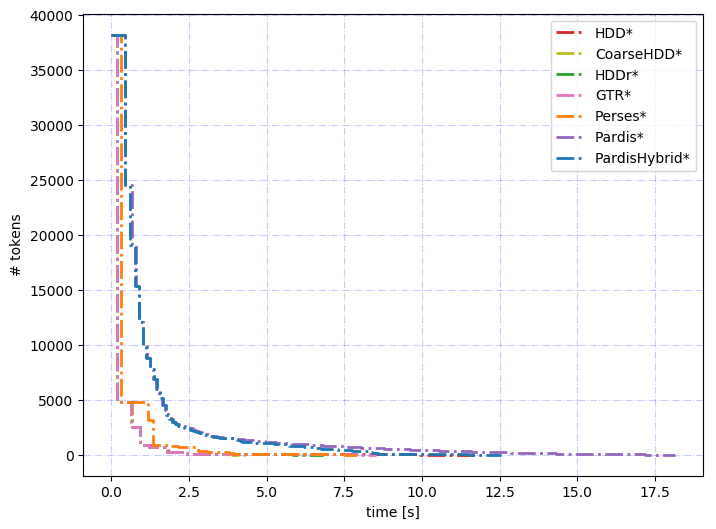 40000
35000
30000
25000
20000
15000
10000
5000
0
# tokens
HDD*
CoarseHDD*
HDDr*
GTR*
Perses*
Pardis*
PardisHybrid*
0.0 2.5 5.0 7.5 10.0 12.5 15.0 17.5
time [s]